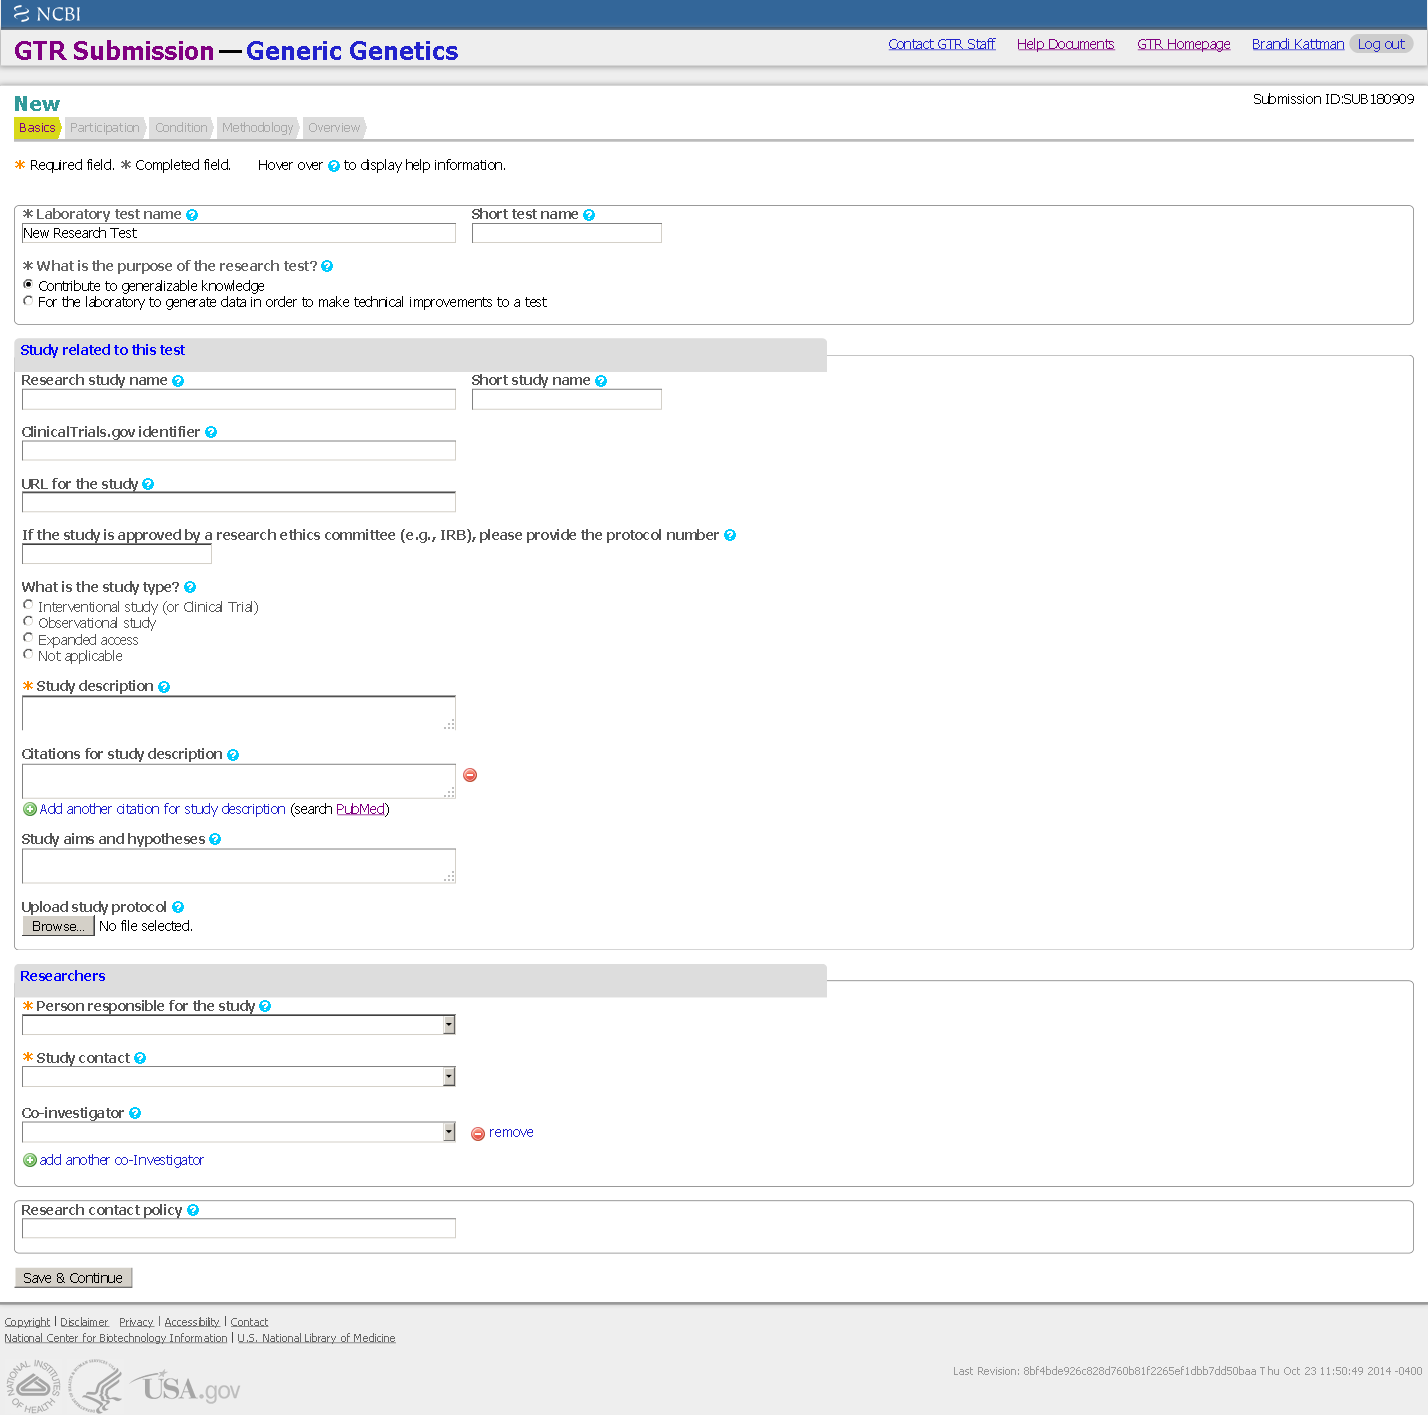 NCBI
GTR Submission — Generic Genetics
Contact GTR Staff Help Documents GTR Homepage Brandi Kattman Log out
New
Submission ID:SUB180909
Basics Participation Condition Methodology Overview
* Required field. * Completed field. Hover over ? to display help information.
* Laboratory test name ? Short test name ?
New Research Test
* What is the purpose of the research test? ?
Contribute to generalizable knowledge
For the laboratory to generate data in order to make technical improvements to a test
Study related to this test
Research study name ? Short study name ?
ClinicalTrials.gov identifier ?
URL for the study ?
If the study is approved by a research ethics committee (e.g., IRB), please provide the protocol number ?
What is the study type? ?
Interventional study (or Clinical Trial)
Observational study
Expanded access
Not applicable
* Study description ?
Citations for study description ?
Add another citation for study description (search PubMed)
Study aims and hypotheses ?
Upload study protocol ?
Browse... No file selected.
Researchers
* Person responsible for the study ?
* Study contact ?
Co-investigator ?
remove
add another co-Investigator
Research contact policy ?
Save & Continue
Copyright | Disclaimer Privacy | Accessibility | Contact
National Center for Biotechnology Information | U.S. National Library of Medicine
NATIONAL INSTITUTES OF HEALTH
USA.gov
Last Revision: 8bf4bde926c828d760b81f2265ef1dbb7dd50baa Thu Oct 23 11:50:49 2014 -0400